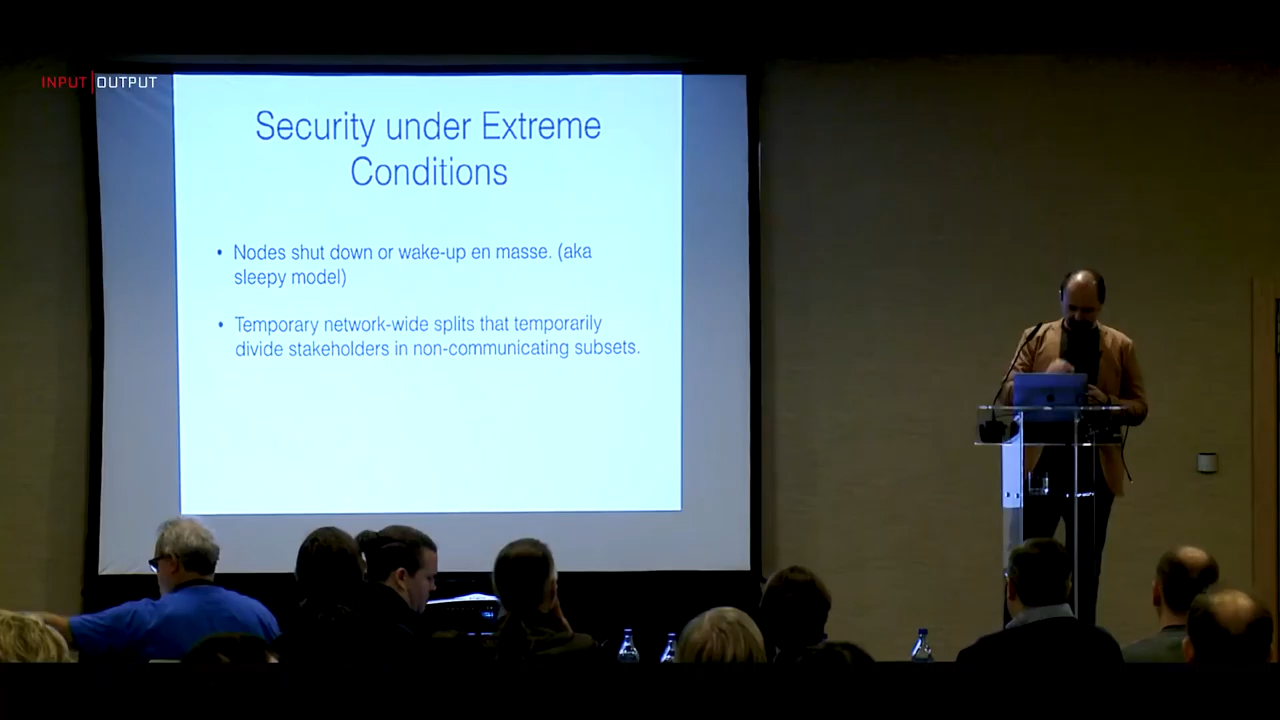 INPUT|OUTPUT
Security under Extreme
Conditions
• Nodes shut down or wake-up en masse. (aka
sleepy model)
• Temporary network-wide splits that temporarily
divide stakeholders in non-communicating subsets.